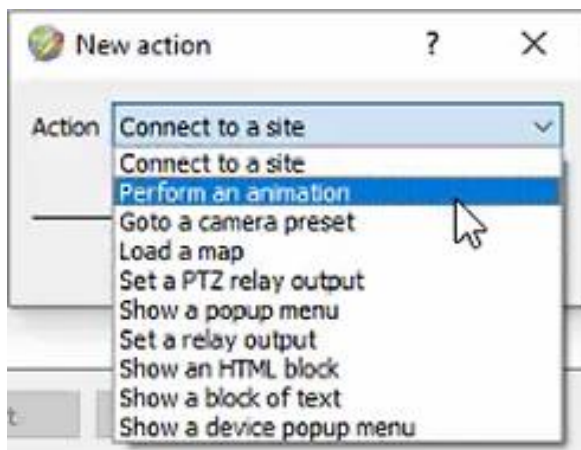 New action ?
Action Connect to a site
Connect to a site
Perform an animation
Goto a camera preset
Load a map
Set a PTZ relay output
Show a popup menu
Set a relay output
Show an HTML block
Show a block of text
Show a device popup menu